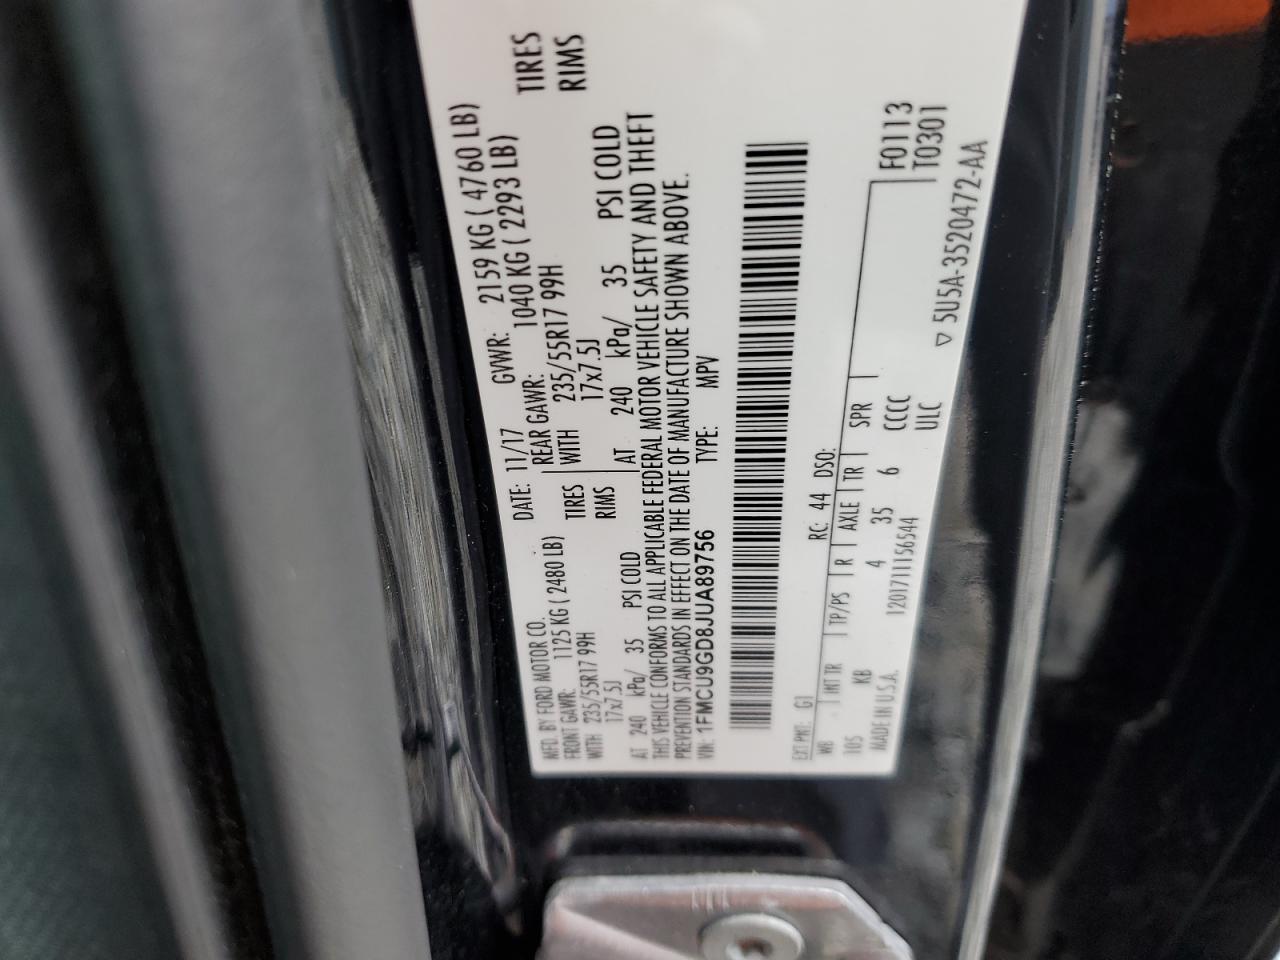 MFD. BY FORD MOTOR CO. DATE: 11/17 GVWR: 2159 KG ( 4760 LB)
FRONT GAWR: 1125 KG ( 2480 LB) REAR GAWR: 1040 KG ( 2293 LB)
WITH 235/55R17 99H TIRES WITH 235/55R17 99H TIRES
17x7.5J RIMS 17x7.5J RIMS
AT 240 kPa/ 35 PSI COLD AT 240 kPa/ 35 PSI COLD
THIS VEHICLE CONFORMS TO ALL APPLICABLE FEDERAL MOTOR VEHICLE SAFETY AND THEFT
PREVENTION STANDARDS IN EFFECT ON THE DATE OF MANUFACTURE SHOWN ABOVE.
VIN: 1FMCU9GD8JUA89756 TYPE: MPV
EXT PNT: G1 RC: 44 DSO:
WB INT TR TP/PS R AXLE TR SPR F0113
105 KB 4 35 6 CCCC T0301
MADE IN U.S.A. 1201711156544 ULC
▽ 5U5A-3520472-AA